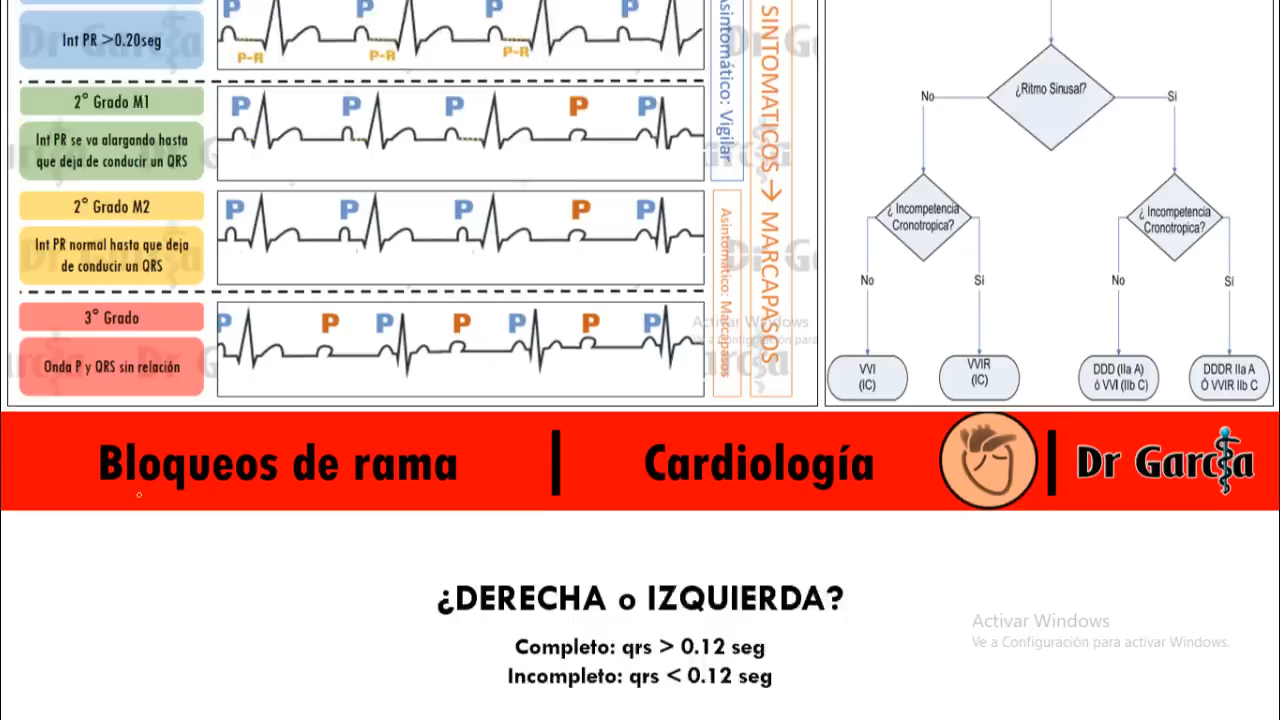 P P P P
Int PR >0.20seg
P-R P-R P-R
2° Grado M1
P P P P P
Int PR se va alargando hasta
que deja de conducir un QRS
2° Grado M2
P P P P P
Int PR normal hasta que deja
de conducir un QRS
3° Grado
P P P P P P P
Onda P y QRS sin relación
Asintomático: Vigilar
Asintomático: Marcapasos
SINTOMATICOS → MARCAPASOS
¿Ritmo Sinusal?
No Si
¿ Incompetencia
Cronotropica?
¿ Incompetencia
Cronotropica?
No Sí No Si
VVI
(IC)
VVIR
(IC)
DDD (IIa A)
ó VVI (IIb C)
DDDR IIa A
Ó VVIR IIb C
Bloqueos de rama | Cardiología | Dr García
¿DERECHA o IZQUIERDA?
Completo: qrs > 0.12 seg
Incompleto: qrs < 0.12 seg
Activar Windows
Ve a Configuración para activar Windows.